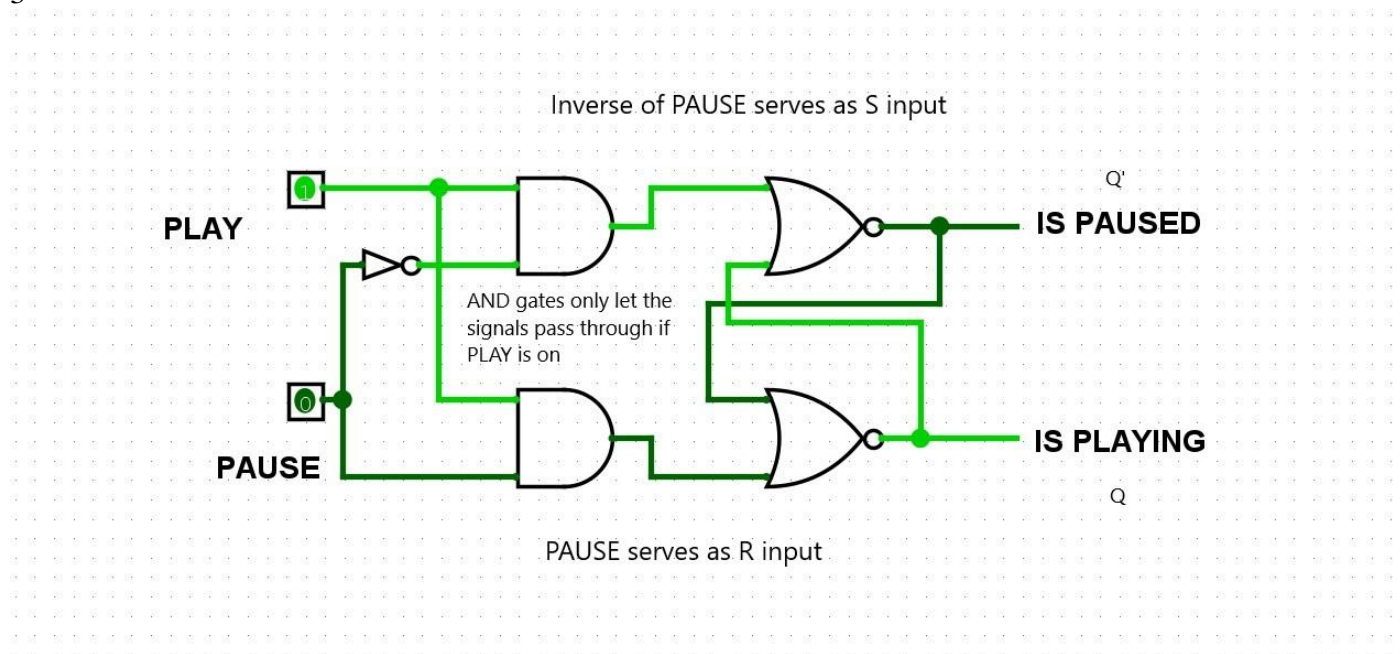 Inverse of PAUSE serves as S input
Q'
1
IS PAUSED
PLAY
AND gates only let the
signals pass through if
PLAY is on
0
IS PLAYING
PAUSE
Q
PAUSE serves as R input